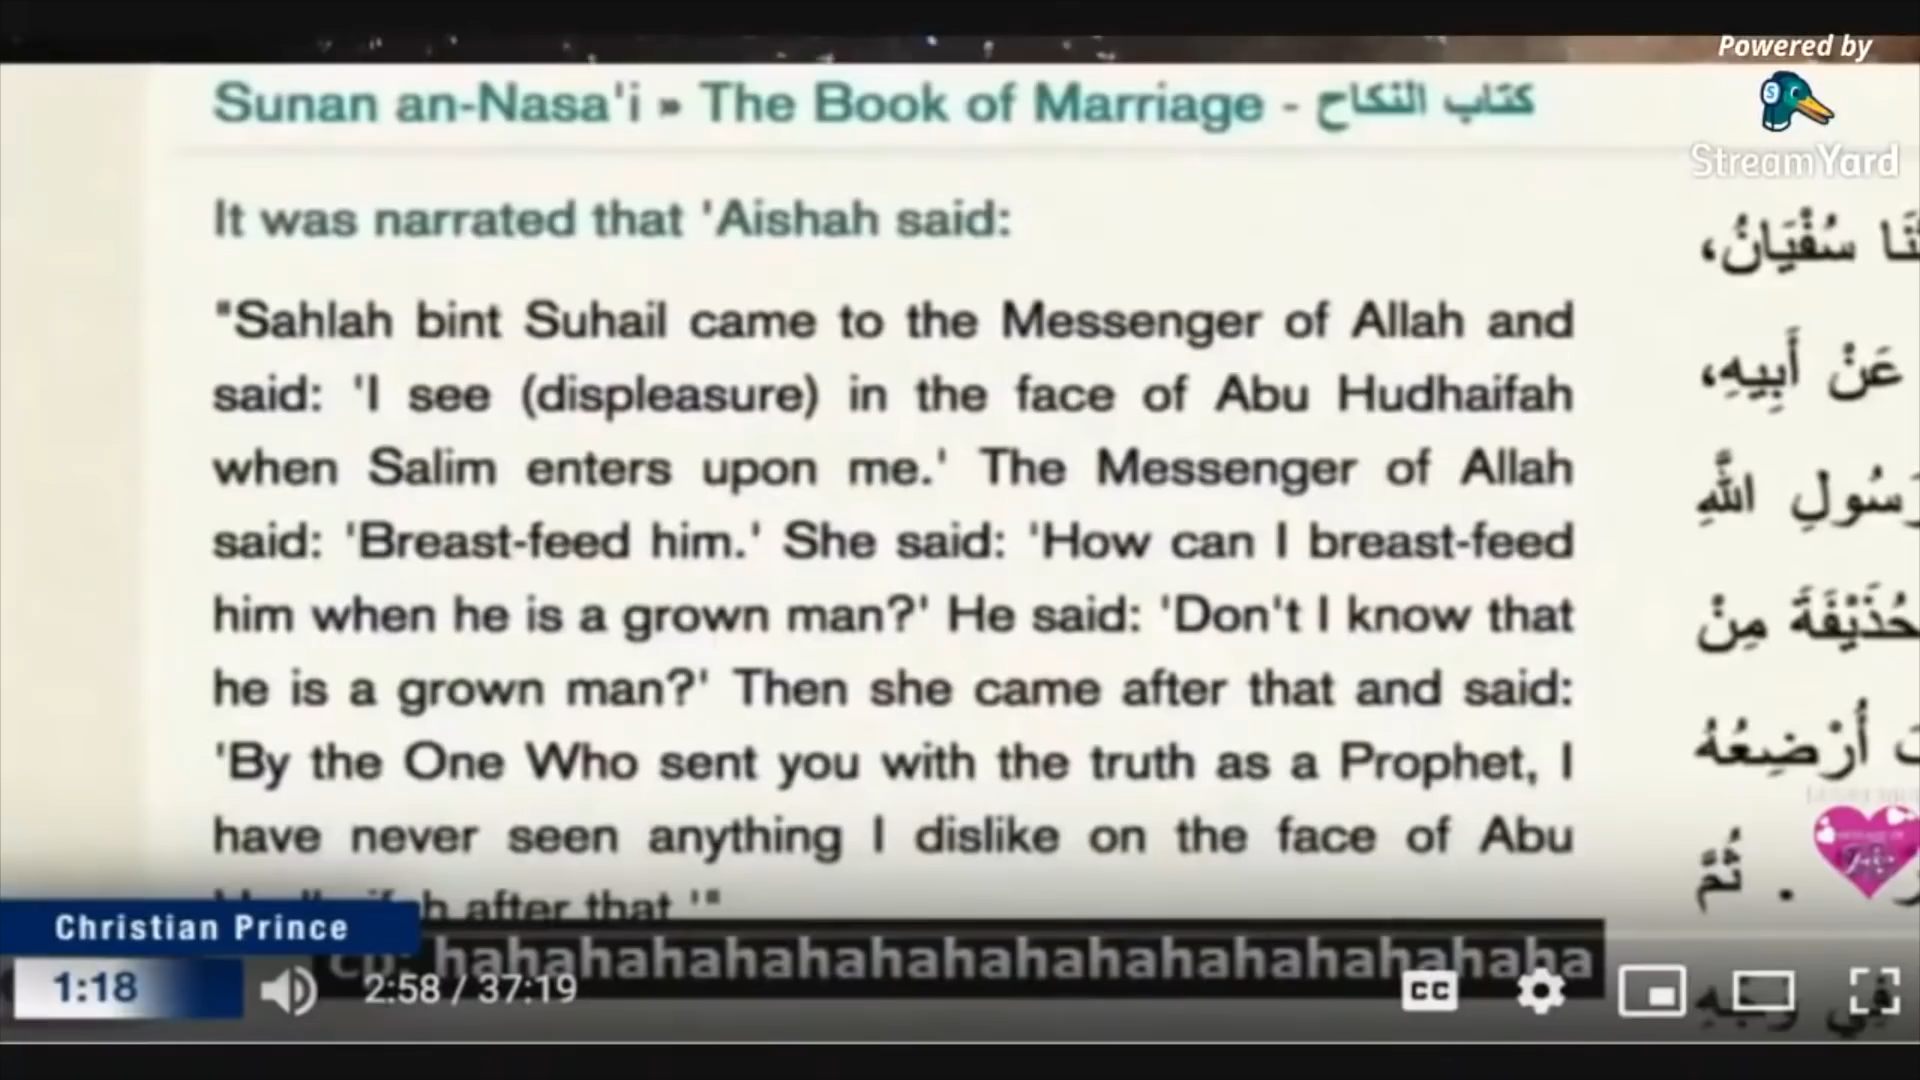 Powered by
StreamYard
Sunan an-Nasa'i » The Book of Marriage - كتاب النكاح
It was narrated that 'Aishah said:
"Sahlah bint Suhail came to the Messenger of Allah and
said: 'I see (displeasure) in the face of Abu Hudhaifah
when Salim enters upon me.' The Messenger of Allah
said: 'Breast-feed him.' She said: 'How can I breast-feed
him when he is a grown man?' He said: 'Don't I know that
he is a grown man?' Then she came after that and said:
'By the One Who sent you with the truth as a Prophet, I
have never seen anything I dislike on the face of Abu
after that.'"
سُفْيَانُ،
عَنْ أَبِيهِ،
رَسُولِ اللَّهِ
حُذَيْفَةَ مِنْ
أُرْضِعُهُ
. ثُمَّ
فِي وَجْهِ
Christian Prince
cp: hahahahahahahahahahahahahahahahaha
1:18
2:58 / 37:19
CC